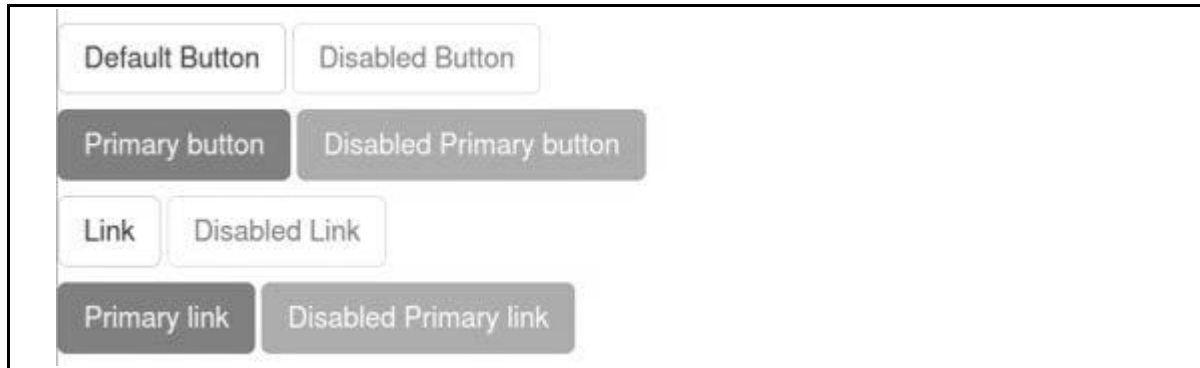 Default Button Disabled Button
Primary button Disabled Primary button
Link Disabled Link
Primary link Disabled Primary link